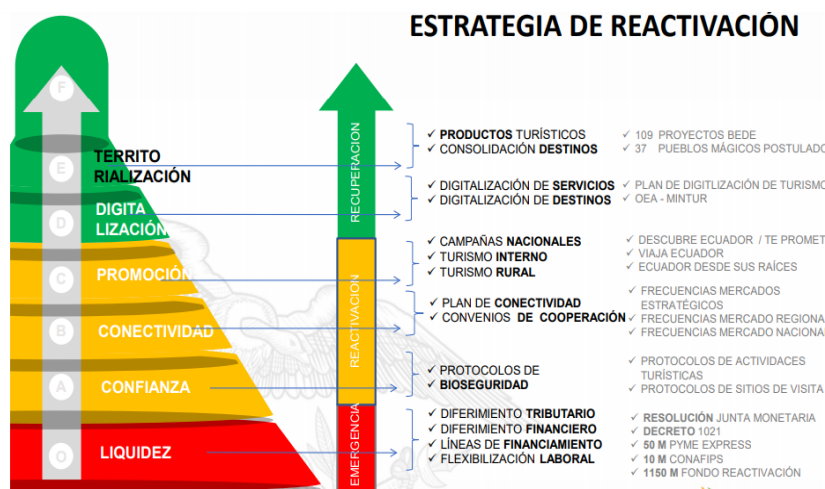 ESTRATEGIA DE REACTIVACIÓN
F
E
TERRITO
RIALIZACIÓN
✓ PRODUCTOS TURÍSTICOS
✓ CONSOLIDACIÓN DESTINOS
✓ 109 PROYECTOS BEDE
✓ 37 PUEBLOS MÁGICOS POSTULADO
D
DIGITA
LIZACIÓN
✓ DIGITALIZACIÓN DE SERVICIOS
✓ DIGITALIZACIÓN DE DESTINOS
✓ PLAN DE DIGITLIZACIÓN DE TURISMO
✓ OEA - MINTUR
RECUPERACION
C
PROMOCIÓN
✓ CAMPAÑAS NACIONALES
✓ TURISMO INTERNO
✓ TURISMO RURAL
✓ DESCUBRE ECUADOR / TE PROMET
✓ VIAJA ECUADOR
✓ ECUADOR DESDE SUS RAÍCES
B
CONECTIVIDAD
✓ PLAN DE CONECTIVIDAD
✓ CONVENIOS DE COOPERACIÓN
✓ FRECUENCIAS MERCADOS
ESTRATÉGICOS
✓ FRECUENCIAS MERCADO REGIONA
✓ FRECUENCIAS MERCADO NACIONA
REACTIVACION
A
CONFIANZA
✓ PROTOCOLOS DE
✓ BIOSEGURIDAD
✓ PROTOCOLOS DE ACTIVIDACES
TURÍSTICAS
✓ PROTOCOLOS DE SITIOS DE VISITA
O
LIQUIDEZ
✓ DIFERIMENTO TRIBUTARIO
✓ DIFERIMENTO FINANCIERO
✓ LÍNEAS DE FINANCIAMIENTO
✓ FLEXIBILIZACIÓN LABORAL
✓ RESOLUCIÓN JUNTA MONETARIA
✓ DECRETO 1021
✓ 50 M PYME EXPRESS
✓ 10 M CONAFIPS
✓ 1150 M FONDO REACTIVACIÓN
EMERGENCIA